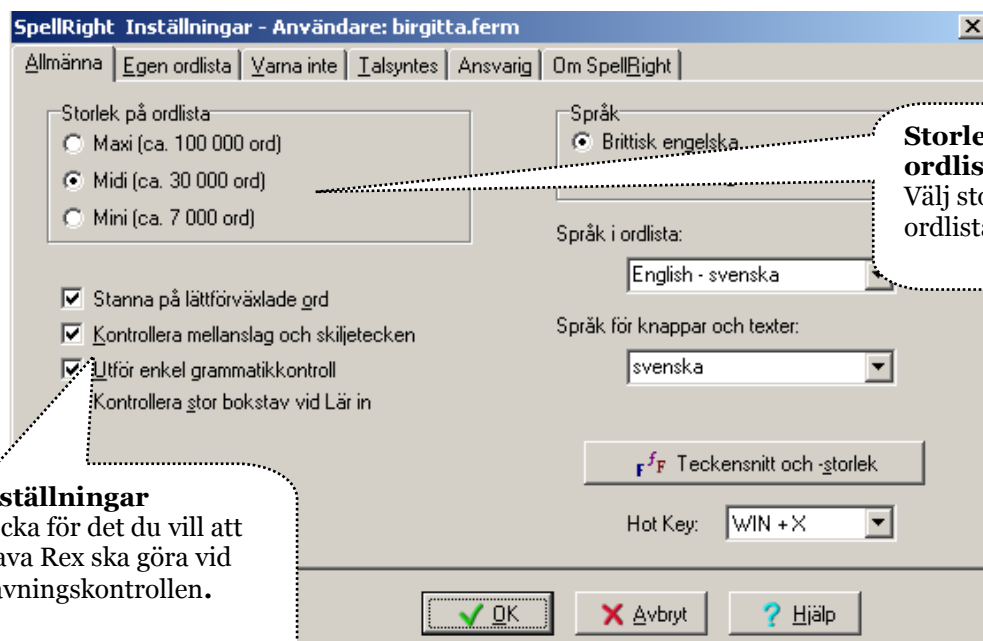 SpellRight Inställningar - Användare: birgitta.ferm
Allmänna Egen ordlista Varna inte Talsyntes Ansvarig Om SpellRight
Storlek på ordlista
Maxi (ca. 100 000 ord)
Midi (ca. 30 000 ord)
Mini (ca. 7 000 ord)
Språk
Brittisk engelska
Språk i ordlista:
English - svenska
Språk för knappar och texter:
svenska
Stanna på lättförväxlade ord
Kontrollera mellanslag och skiljetecken
Utför enkel grammatikkontroll
Kontrollera stor bokstav vid Lär in
Teckensnitt och -storlek
Hot Key: WIN + X
OK Avbryt Hjälp
Storle
ordlis
Välj sto
ordlista
ställningar
cka för det du vill att
ava Rex ska göra vid
avningskontrollen.